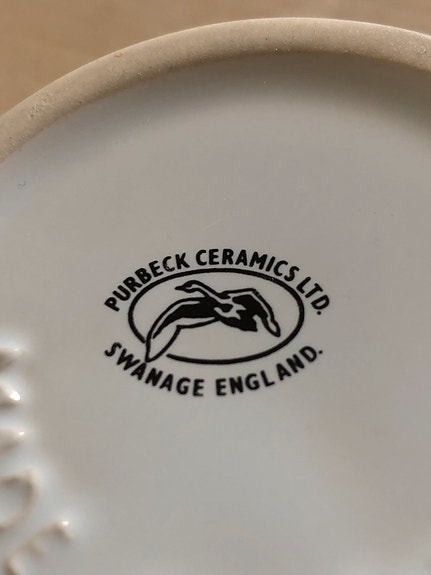 PURBECK CERAMICS LTD.
SWANAGE ENGLAND.